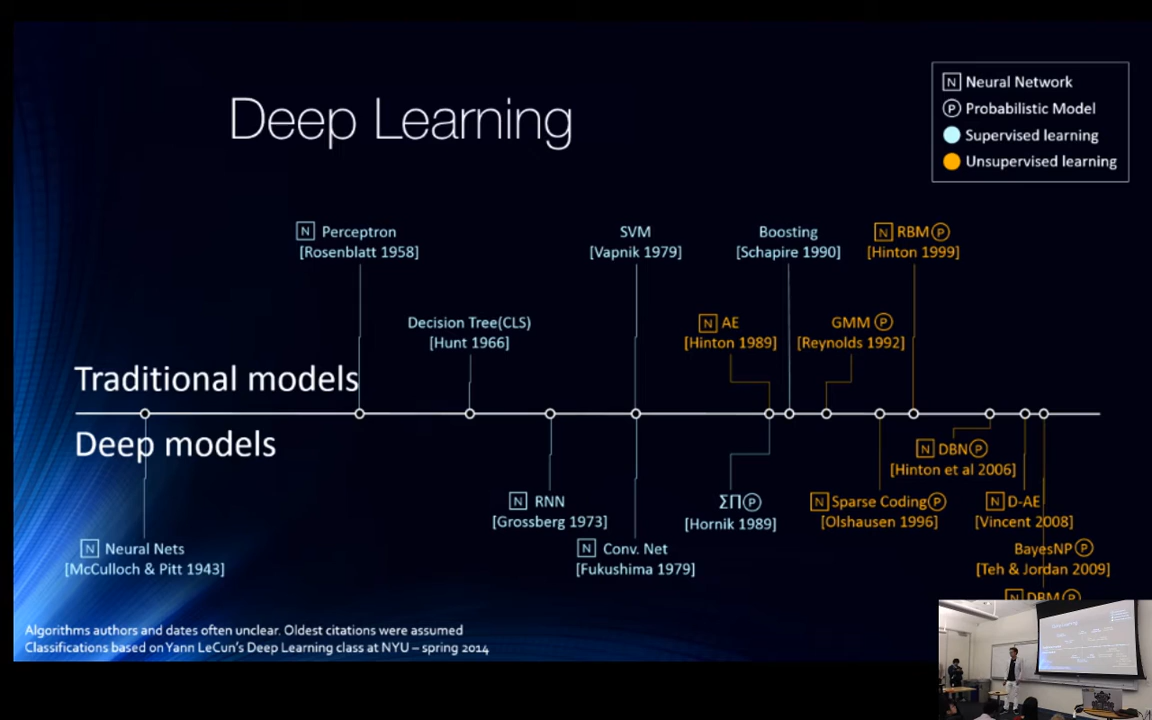 Deep Learning
N Neural Network
P Probabilistic Model
Supervised learning
Unsupervised learning
N Perceptron
[Rosenblatt 1958]
SVM
[Vapnik 1979]
Boosting
[Schapire 1990]
N RBM P
[Hinton 1999]
Decision Tree(CLS)
[Hunt 1966]
N AE
[Hinton 1989]
GMM P
[Reynolds 1992]
Traditional models
Deep models
N DBN P
[Hinton et al 2006]
N RNN
[Grossberg 1973]
ΣΠ P
[Hornik 1989]
N Sparse Coding P
[Olshausen 1996]
N D-AE
[Vincent 2008]
N Neural Nets
[McCulloch & Pitt 1943]
N Conv. Net
[Fukushima 1979]
BayesNP P
[Teh & Jordan 2009]
N DBM P
Algorithms authors and dates often unclear. Oldest citations were assumed
Classifications based on Yann LeCun's Deep Learning class at NYU – spring 2014